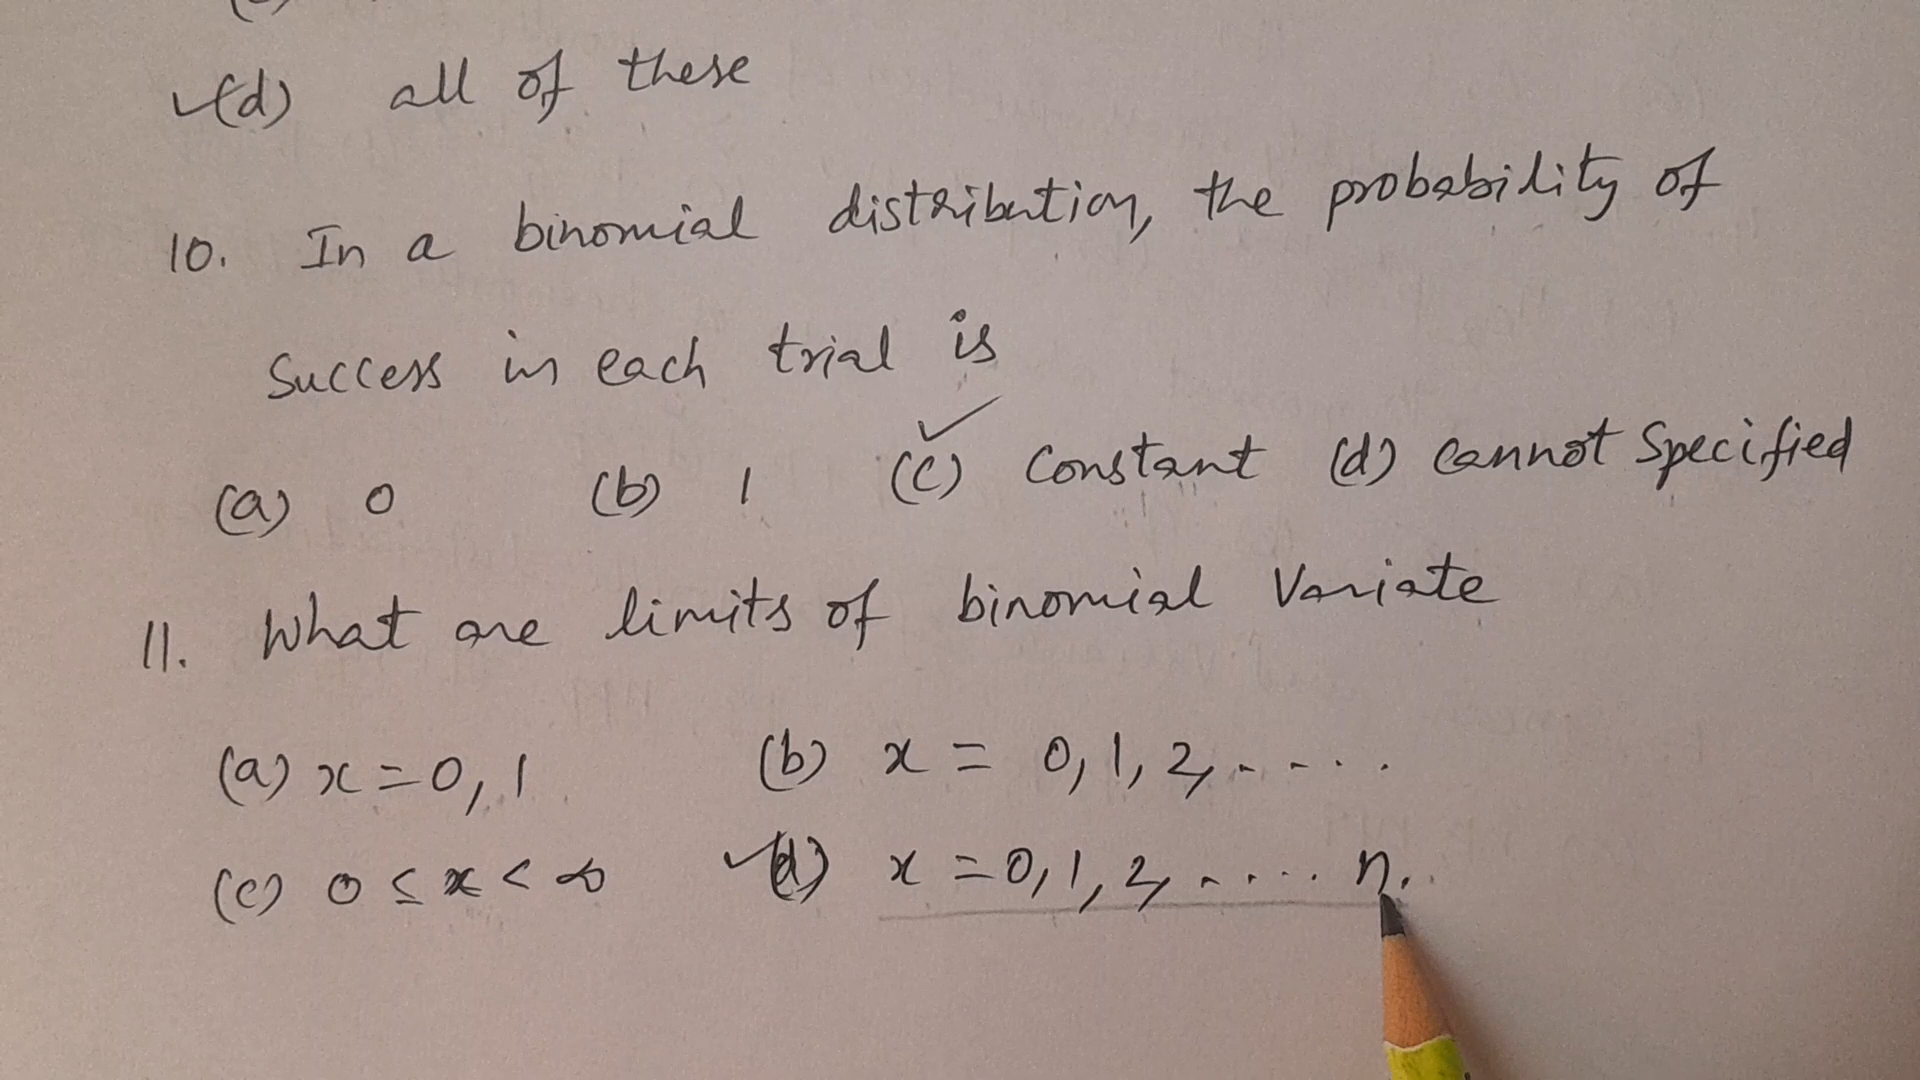 (d) all of these
10. In a binomial distribution, the probability of
success in each trial is
(a) 0 (b) 1 (c) constant (d) cannot specified
11. What are limits of binomial variate
(a) x = 0, 1 (b) x = 0, 1, 2, .....
(c) 0 ≤ x < ∞ (d) x = 0, 1, 2, ..... n.